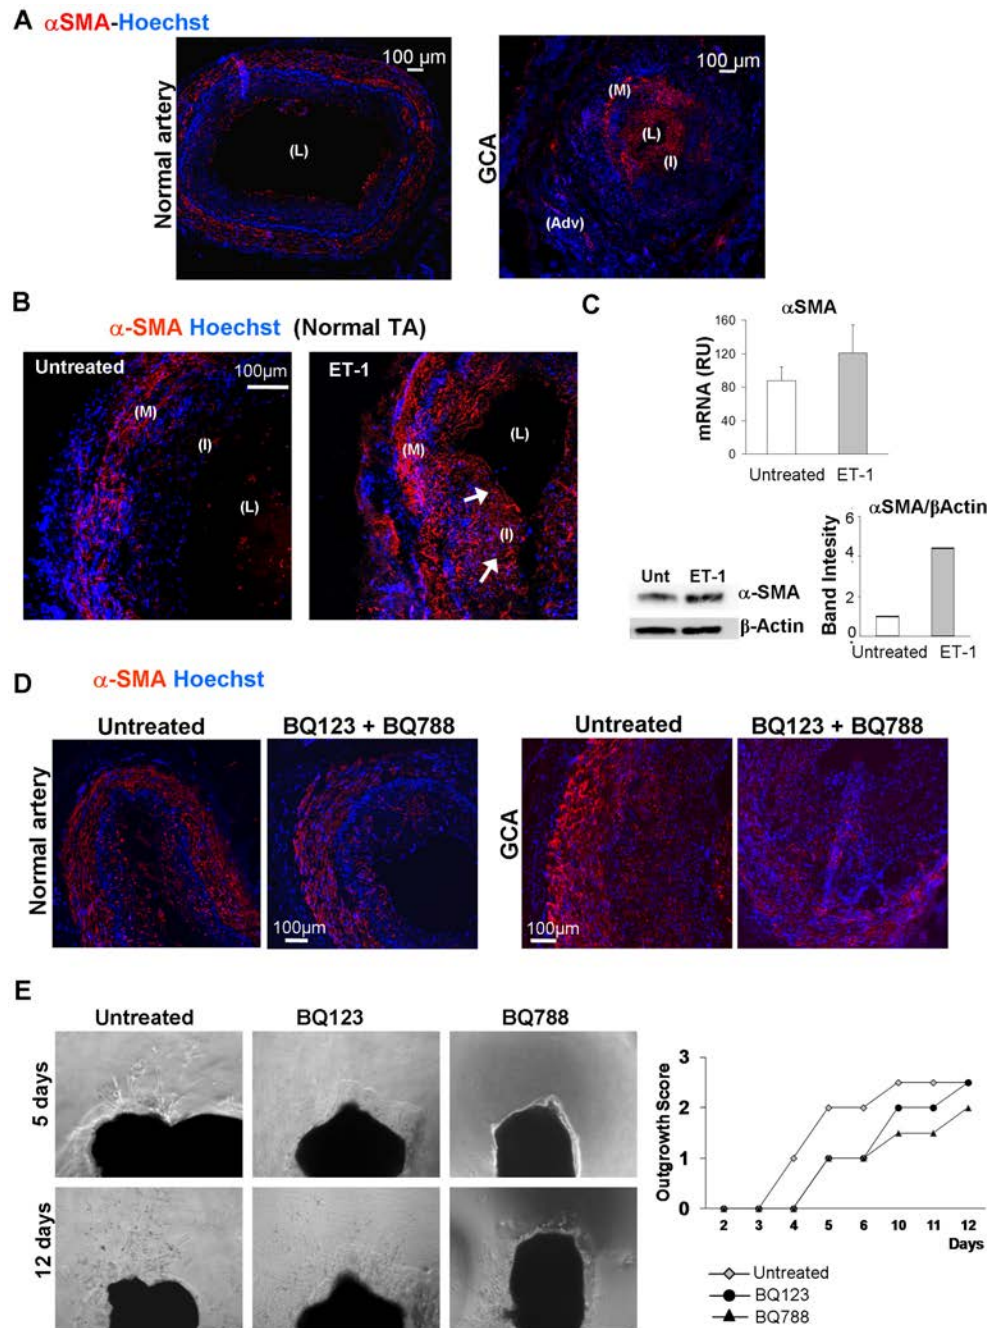 A αSMA-Hoechst
Normal artery
100 µm
(L)
GCA
100 µm
(M)
(L)
(I)
(Adv)
B
α-SMA Hoechst (Normal TA)
Untreated
100µm
(M)
(I)
(L)
ET-1
(L)
(M)
(I)
C
αSMA
mRNA (RU)
160
120
80
40
0
Untreated ET-1
αSMA/βActin
Band Intesity
6
4
2
0
Untreated ET-1
Unt ET-1
α-SMA
β-Actin
D
α-SMA Hoechst
Untreated BQ123 + BQ788
Normal artery
100µm
Untreated BQ123 + BQ788
GCA
100µm
E
Untreated BQ123 BQ788
5 days
12 days
Outgrowth Score
3
2
1
0
2 3 4 5 6 10 11 12
Days
Untreated
BQ123
BQ788